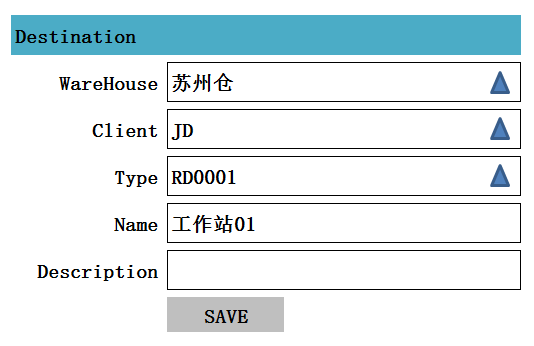 Destination
WareHouse 苏州仓
Client JD
Type RD0001
Name 工作站01
Description
SAVE